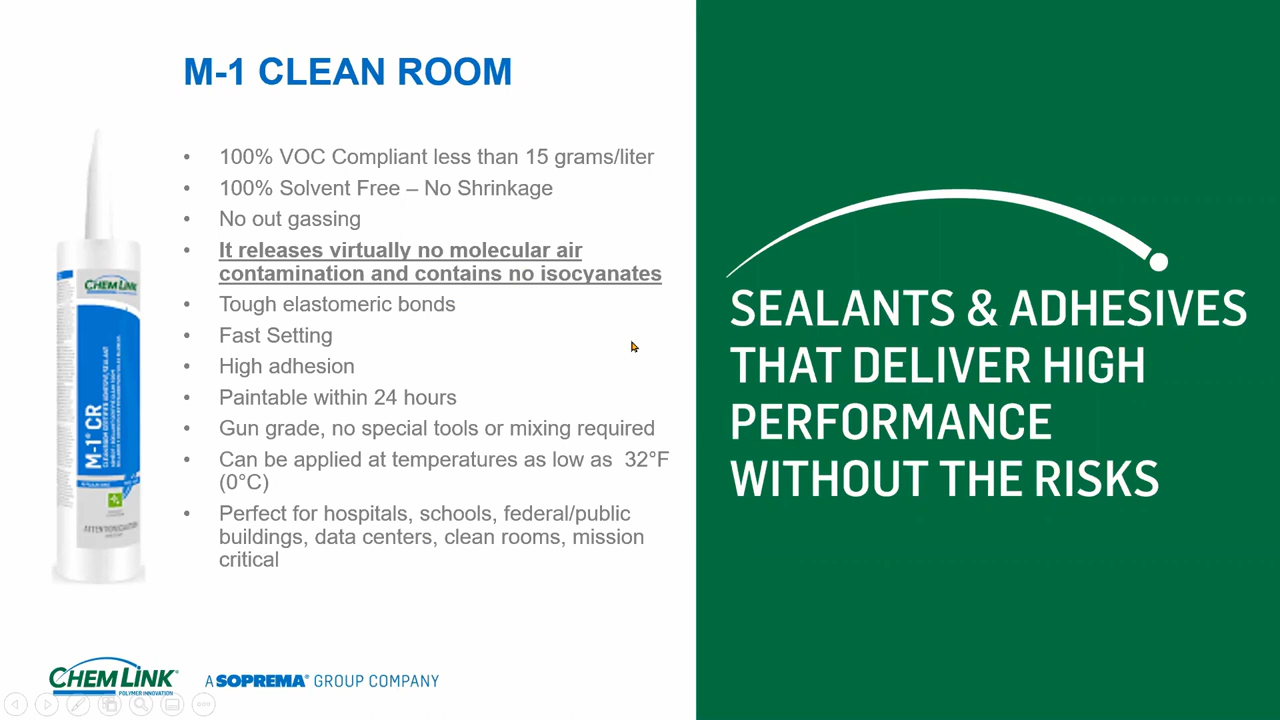 M-1 CLEAN ROOM
• 100% VOC Compliant less than 15 grams/liter
• 100% Solvent Free – No Shrinkage
• No out gassing
• It releases virtually no molecular air
contamination and contains no isocyanates
• Tough elastomeric bonds
• Fast Setting
• High adhesion
• Paintable within 24 hours
• Gun grade, no special tools or mixing required
• Can be applied at temperatures as low as  32°F
(0°C)
• Perfect for hospitals, schools, federal/public
buildings, data centers, clean rooms, mission
critical
CHEM LINK
M-1® CR
CHEM LINK®
POLYMER INNOVATION
A SOPREMA® GROUP COMPANY
SEALANTS & ADHESIVES
THAT DELIVER HIGH
PERFORMANCE
WITHOUT THE RISKS